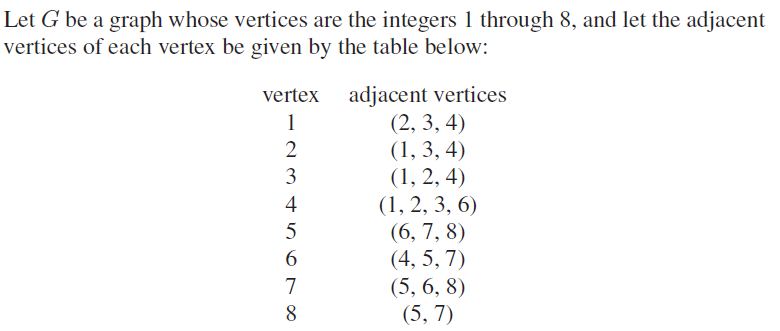 Let G be a graph whose vertices are the integers 1 through 8, and let the adjacent
vertices of each vertex be given by the table below:
vertex adjacent vertices
1 (2, 3, 4)
2 (1, 3, 4)
3 (1, 2, 4)
4 (1, 2, 3, 6)
5 (6, 7, 8)
6 (4, 5, 7)
7 (5, 6, 8)
8 (5, 7)